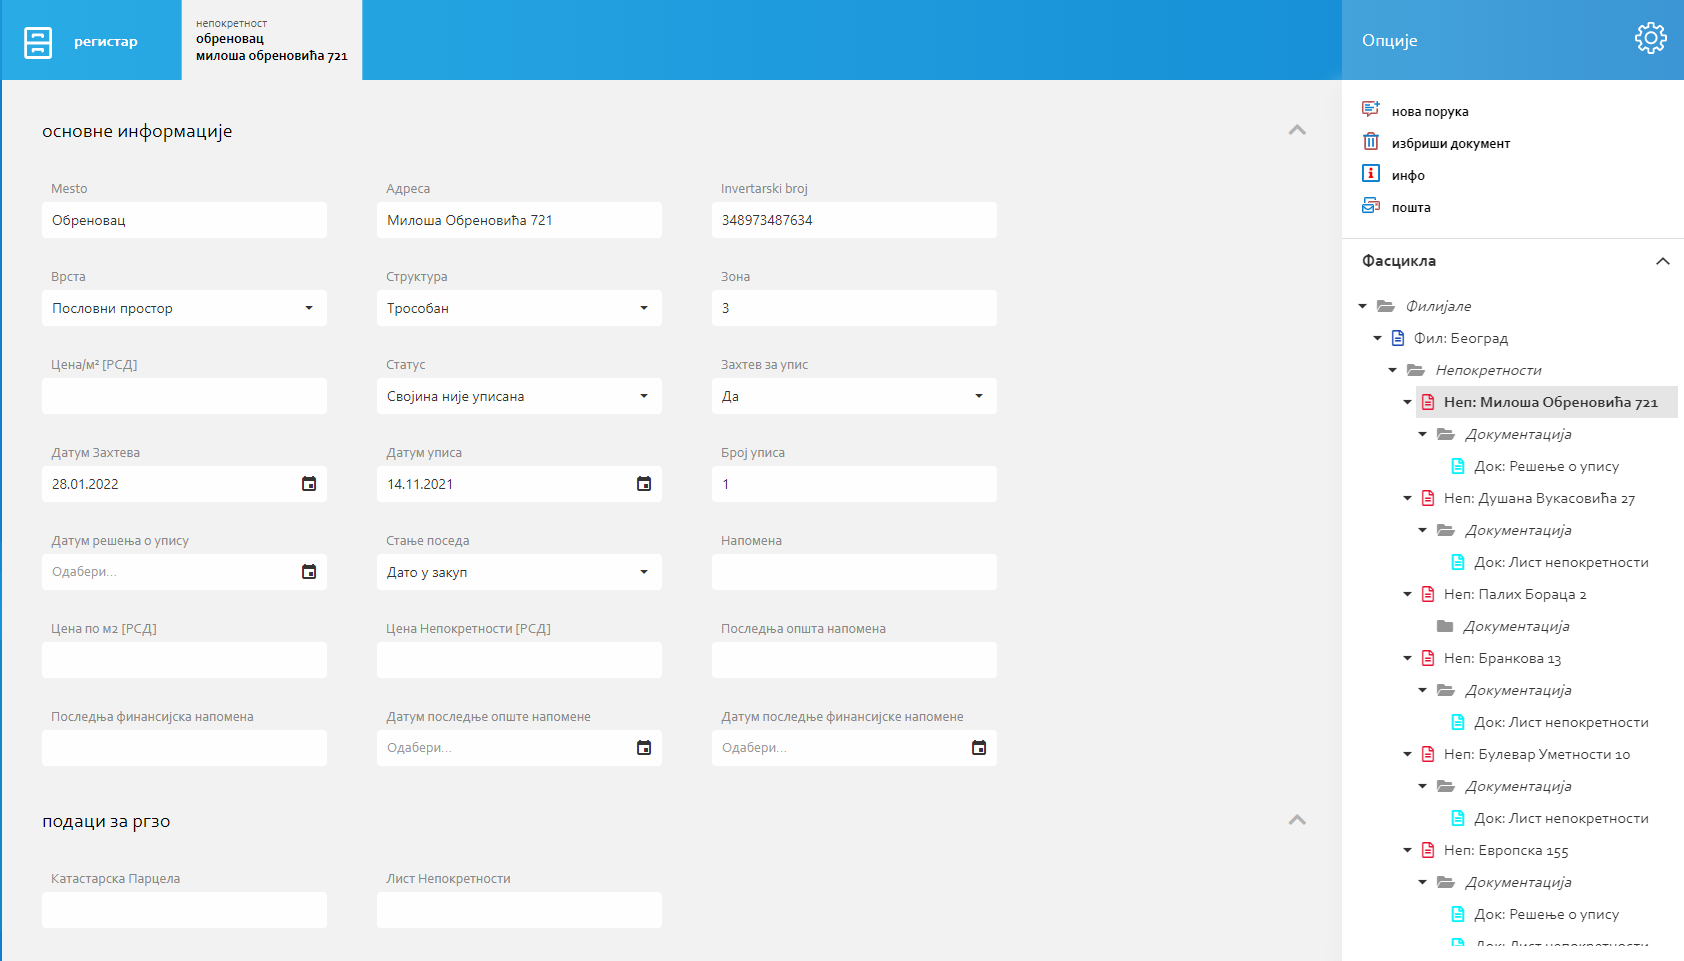 регистар
непокретност
обреновац
милоша обреновића 721
Опције
основне информације
Mesto
Адреса
Invertarski broj
Обреновац
Милоша Обреновића 721
348973487634
Врста
Структура
Зона
Пословни простор
Трособан
3
Цена/м² [РСД]
Статус
Захтев за упис
Својина није уписана
Да
Датум Захтева
Датум уписа
Број уписа
28.01.2022
14.11.2021
1
Датум решења о упису
Стање поседа
Напомена
Одабери...
Дато у закуп
Цена по м2 [РСД]
Цена Непокретности [РСД]
Последња општа напомена
Последња финансијска напомена
Датум последње опште напомене
Датум последње финансијске напомене
Одабери...
Одабери...
подаци за ргзо
Катастарска Парцела
Лист Непокретности
нова порука
избриши документ
инфо
пошта
Фасцикла
Филијале
Фил: Београд
Непокретности
Неп: Милоша Обреновића 721
Документација
Док: Решење о упису
Неп: Душана Вукасовића 27
Документација
Док: Лист непокретности
Неп: Палих Бораца 2
Документација
Неп: Бранкова 13
Документација
Док: Лист непокретности
Неп: Булевар Уметности 10
Документација
Док: Лист непокретности
Неп: Европска 155
Документација
Док: Решење о упису
Док: Лист непокретности